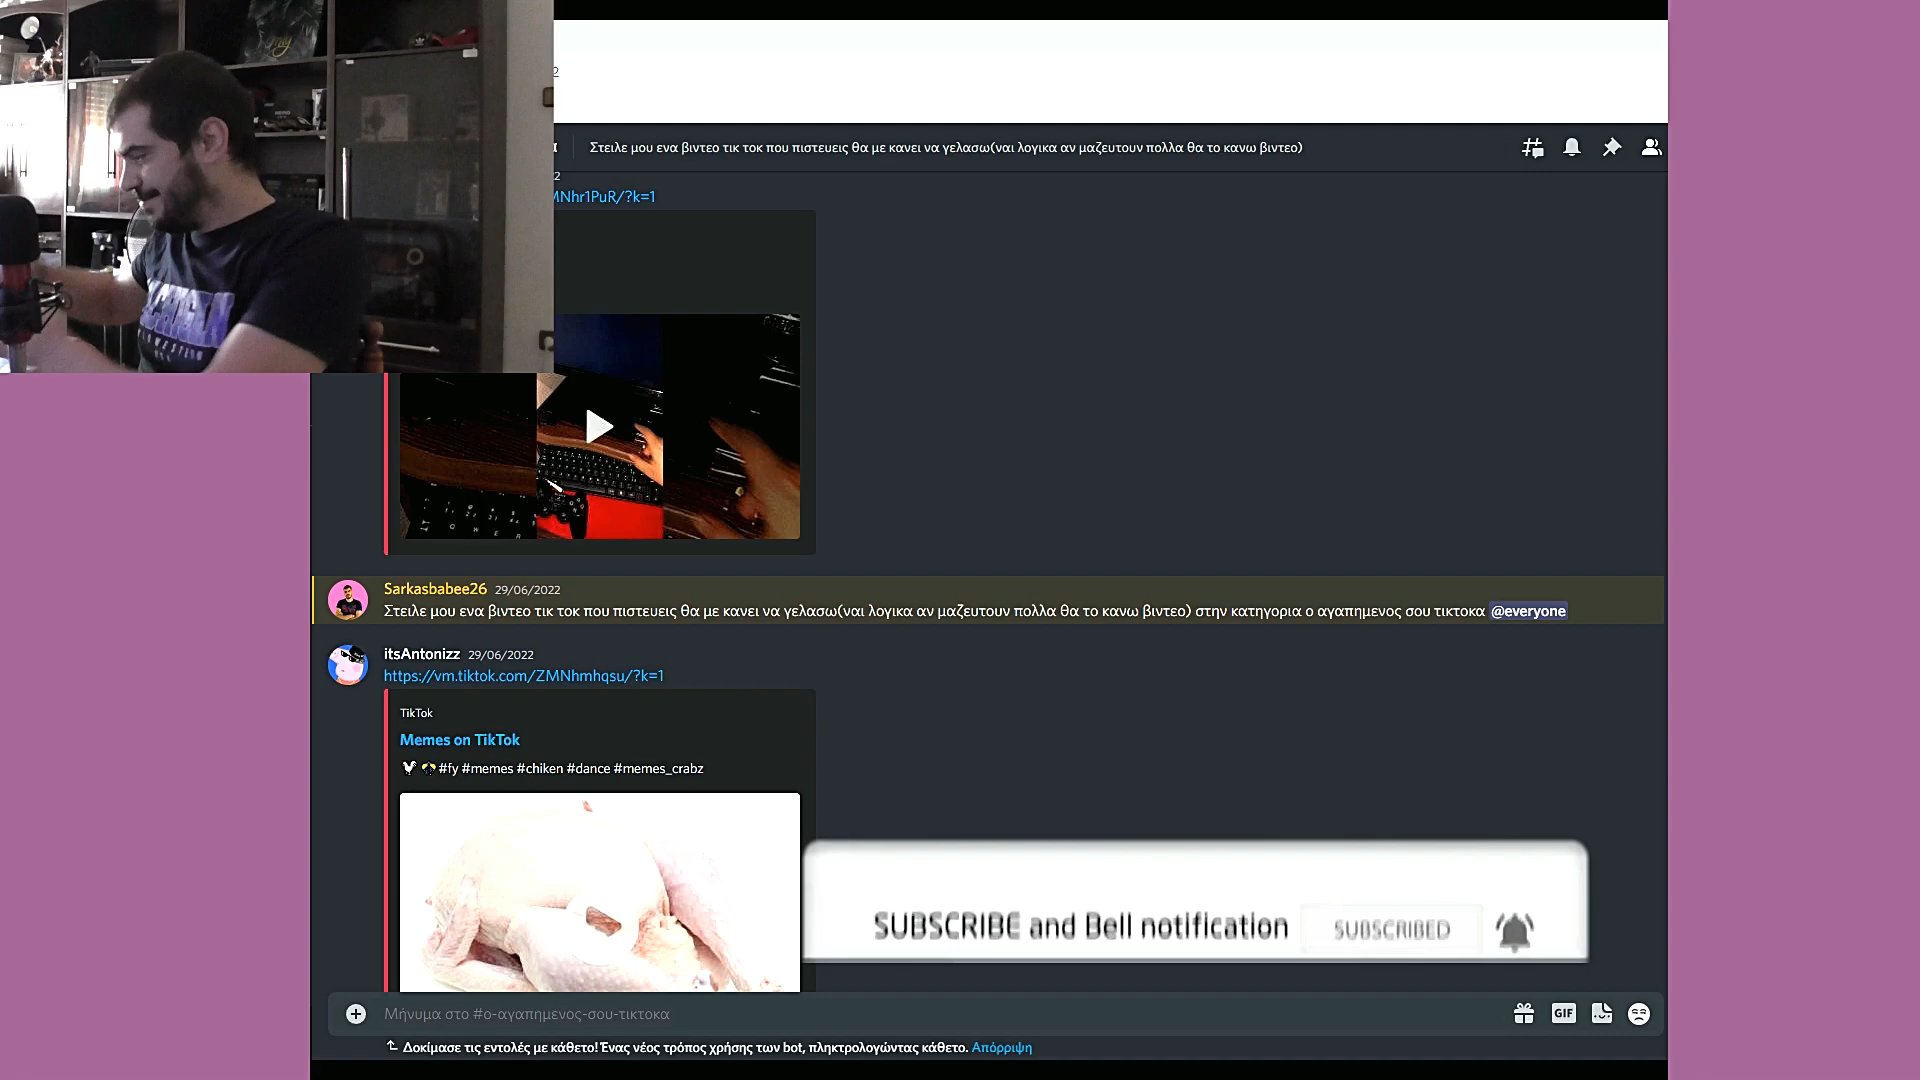 Στειλε μου ενα βιντεο τικ τοκ που πιστευεις θα με κανει να γελασω(ναι λογικα αν μαζευτουν πολλα θα το κανω βιντεο)
MNhr1PuR/?k=1
Sarkasbabee26 29/06/2022
Στειλε μου ενα βιντεο τικ τοκ που πιστευεις θα με κανει να γελασω(ναι λογικα αν μαζευτουν πολλα θα το κανω βιντεο) στην κατηγορια ο αγαπημενος σου τικτοκα @everyone
itsAntonizz 29/06/2022
https://vm.tiktok.com/ZMNhmhqsu/?k=1
TikTok
Memes on TikTok
#fy #memes #chiken #dance #memes_crabz
SUBSCRIBE and Bell notification SUBSCRIBED
Μήνυμα στο #ο-αγαπημενος-σου-τικτοκα
GIF
Δοκίμασε τις εντολές με κάθετο! Ένας νέος τρόπος χρήσης των bot, πληκτρολογώντας κάθετο. Απόρριψη